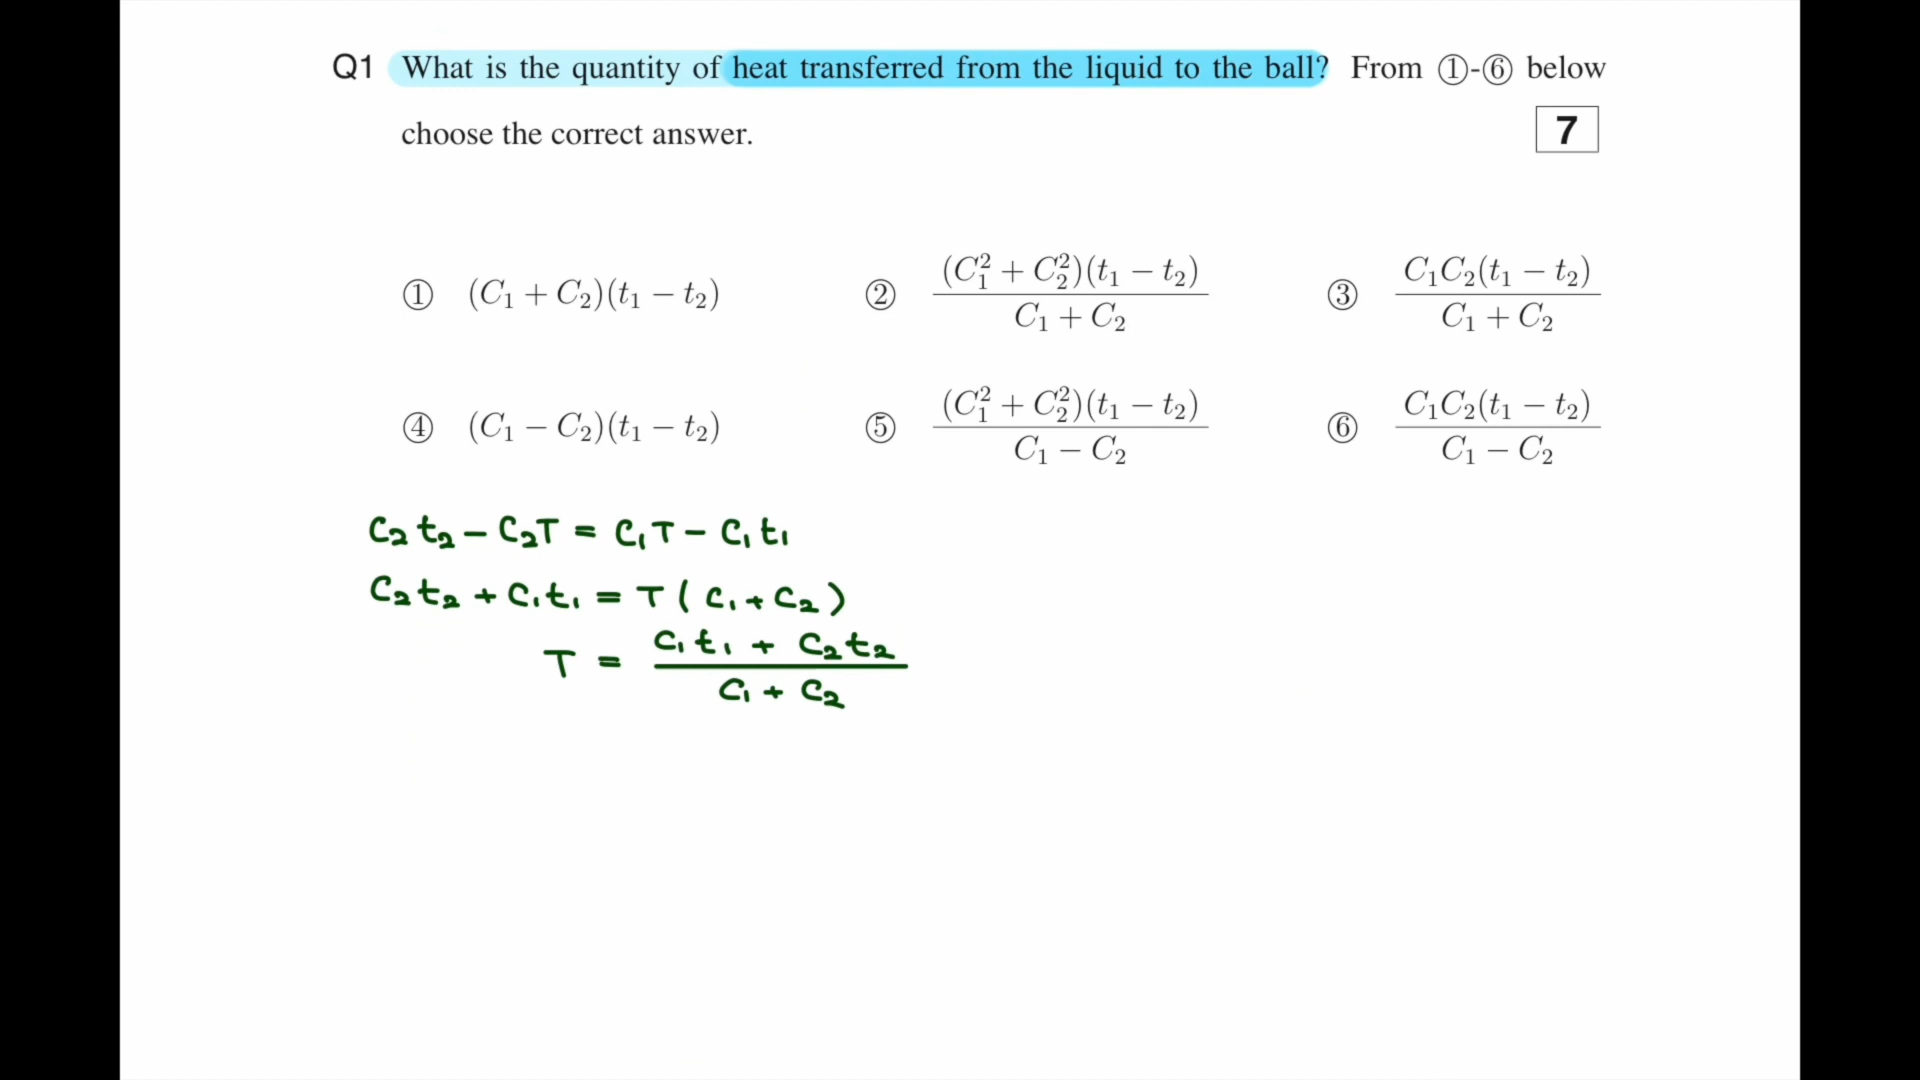 Q1 What is the quantity of heat transferred from the liquid to the ball? From ①-⑥ below
choose the correct answer. 7
① (C₁ + C₂)(t₁ − t₂) ② (C₁² + C₂²)(t₁ − t₂) / (C₁ + C₂) ③ C₁C₂(t₁ − t₂) / (C₁ + C₂)
④ (C₁ − C₂)(t₁ − t₂) ⑤ (C₁² + C₂²)(t₁ − t₂) / (C₁ − C₂) ⑥ C₁C₂(t₁ − t₂) / (C₁ − C₂)
C₂t₂ − C₂T = C₁T − C₁t₁
C₂t₂ + C₁t₁ = T(C₁ + C₂)
T = (C₁t₁ + C₂t₂) / (C₁ + C₂)